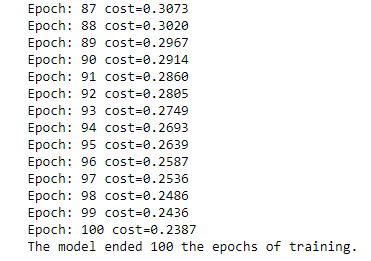 Epoch: 87 cost=0.3073
Epoch: 88 cost=0.3020
Epoch: 89 cost=0.2967
Epoch: 90 cost=0.2914
Epoch: 91 cost=0.2860
Epoch: 92 cost=0.2805
Epoch: 93 cost=0.2749
Epoch: 94 cost=0.2693
Epoch: 95 cost=0.2639
Epoch: 96 cost=0.2587
Epoch: 97 cost=0.2536
Epoch: 98 cost=0.2486
Epoch: 99 cost=0.2436
Epoch: 100 cost=0.2387
The model ended 100 the epochs of training.